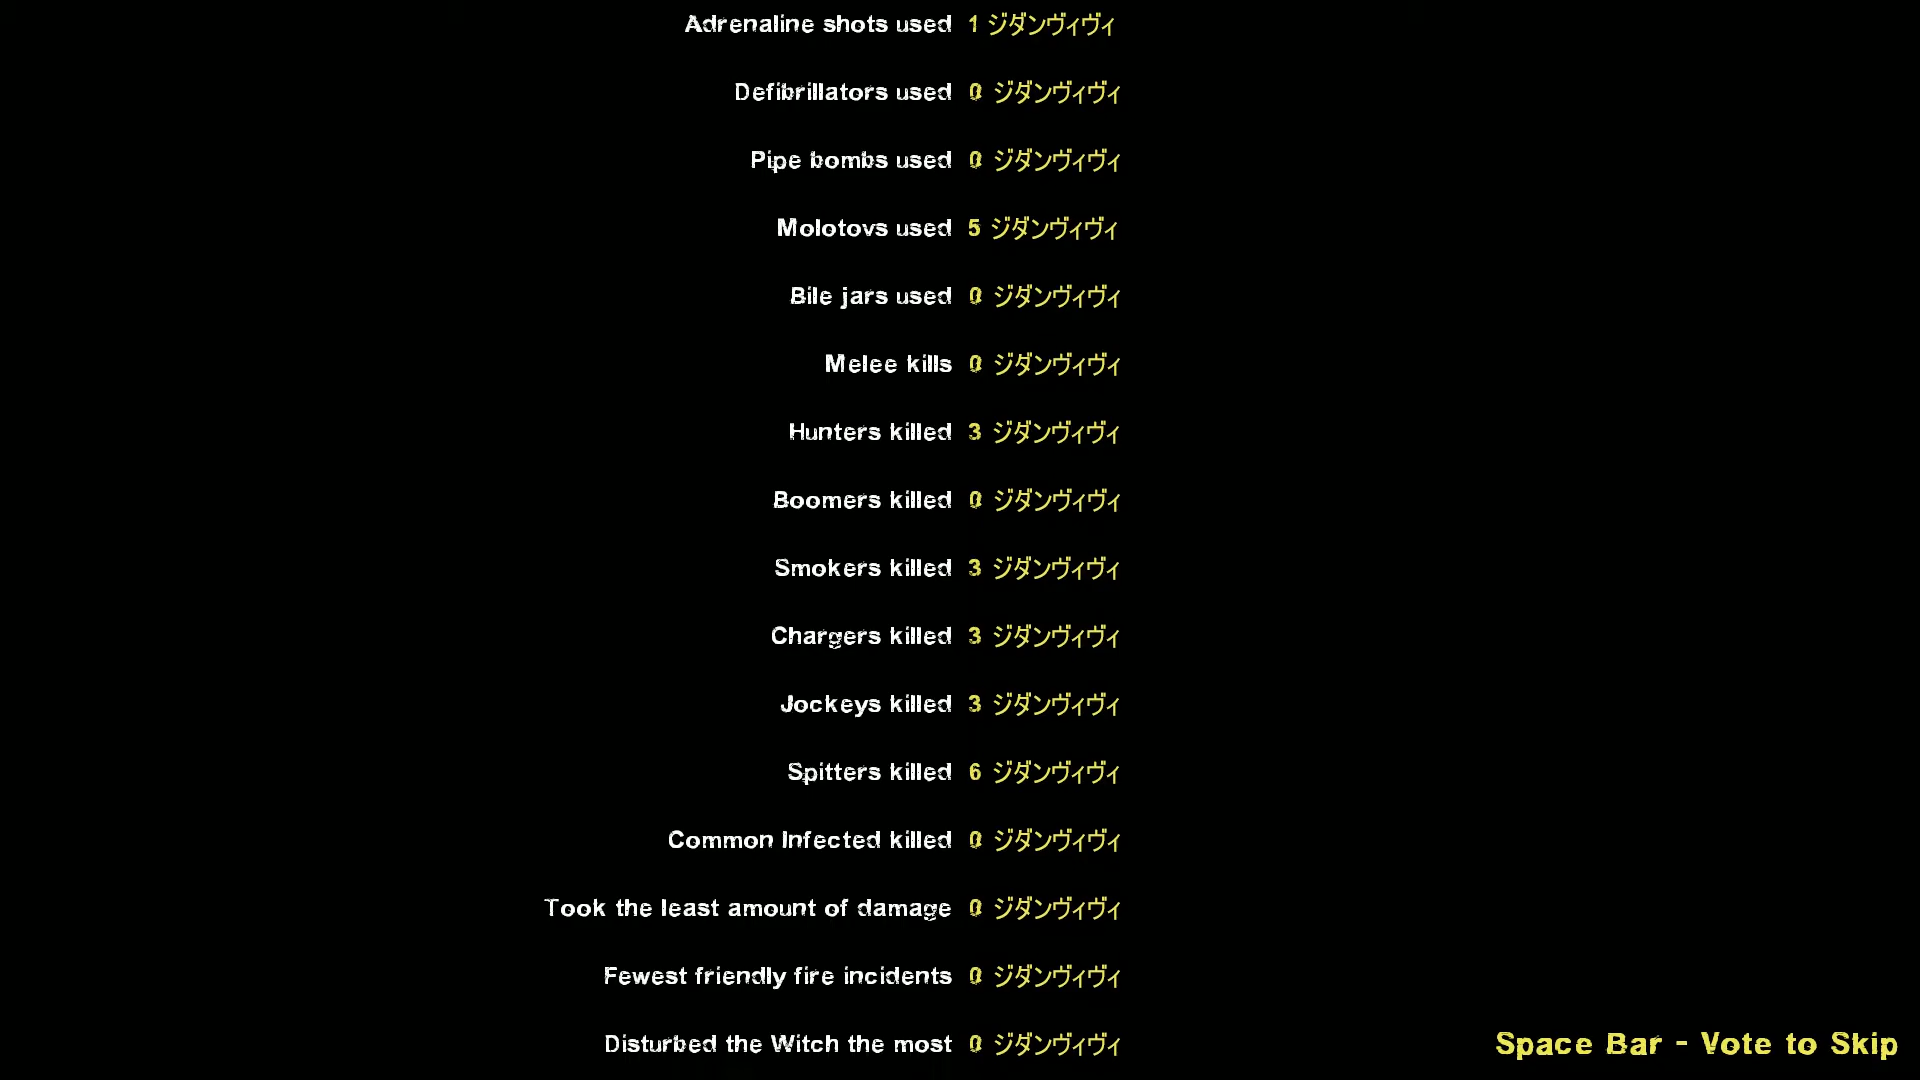 Adrenaline shots used 1 ジダンヴィヴィ
Defibrillators used 0 ジダンヴィヴィ
Pipe bombs used 0 ジダンヴィヴィ
Molotovs used 5 ジダンヴィヴィ
Bile jars used 0 ジダンヴィヴィ
Melee kills 0 ジダンヴィヴィ
Hunters killed 3 ジダンヴィヴィ
Boomers killed 0 ジダンヴィヴィ
Smokers killed 3 ジダンヴィヴィ
Chargers killed 3 ジダンヴィヴィ
Jockeys killed 3 ジダンヴィヴィ
Spitters killed 6 ジダンヴィヴィ
Common Infected killed 0 ジダンヴィヴィ
Took the least amount of damage 0 ジダンヴィヴィ
Fewest friendly fire incidents 0 ジダンヴィヴィ
Disturbed the Witch the most 0 ジダンヴィヴィ
Space Bar - Vote to Skip